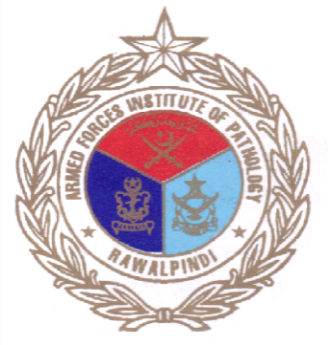 ARMED FORCES INSTITUTE OF PATHOLOGY
RAWALPINDI